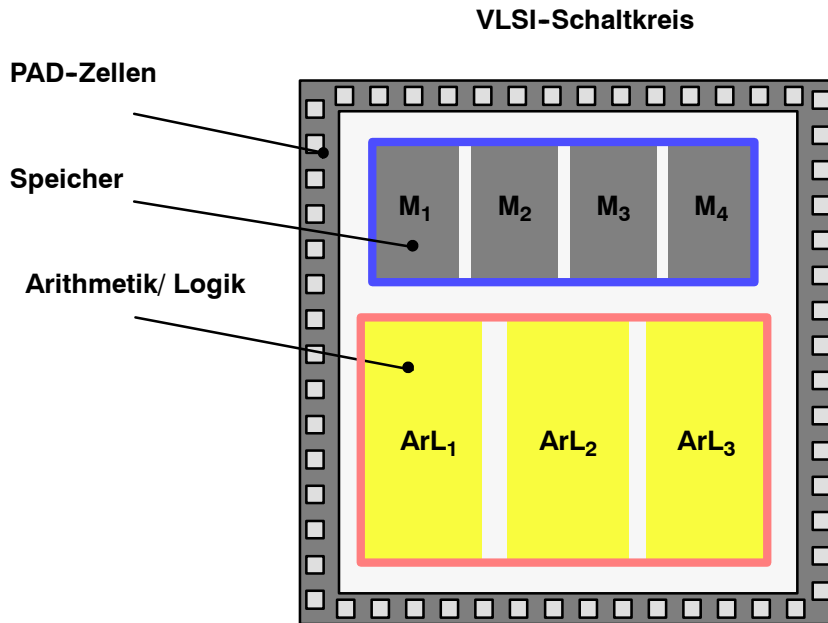 VLSI-Schaltkreis
PAD-Zellen
Speicher
M₁ M₂ M₃ M₄
Arithmetik/ Logik
ArL₁ ArL₂ ArL₃